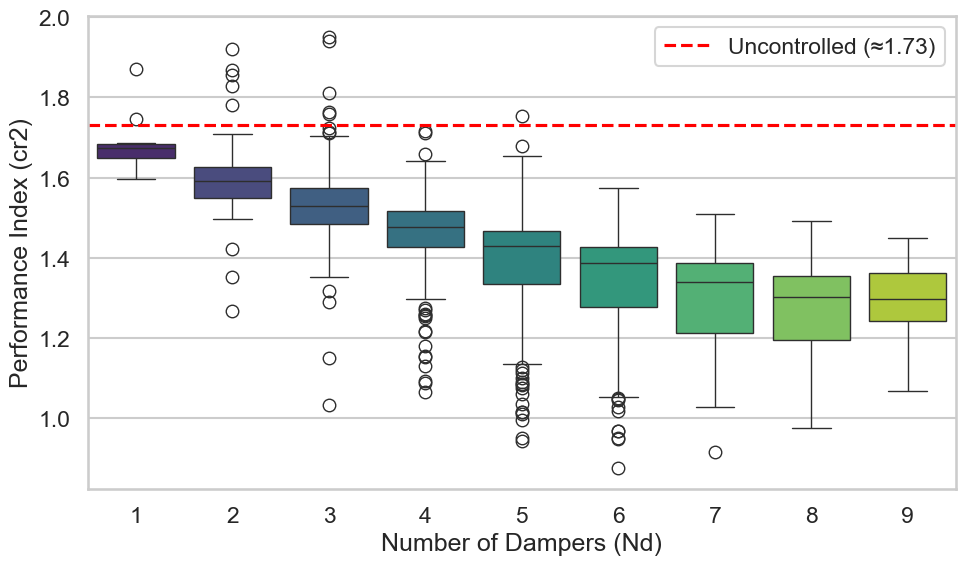 2.0
1.8
1.6
1.4
1.2
1.0
Performance Index (cr2)
Uncontrolled (≈1.73)
1 2 3 4 5 6 7 8 9
Number of Dampers (Nd)